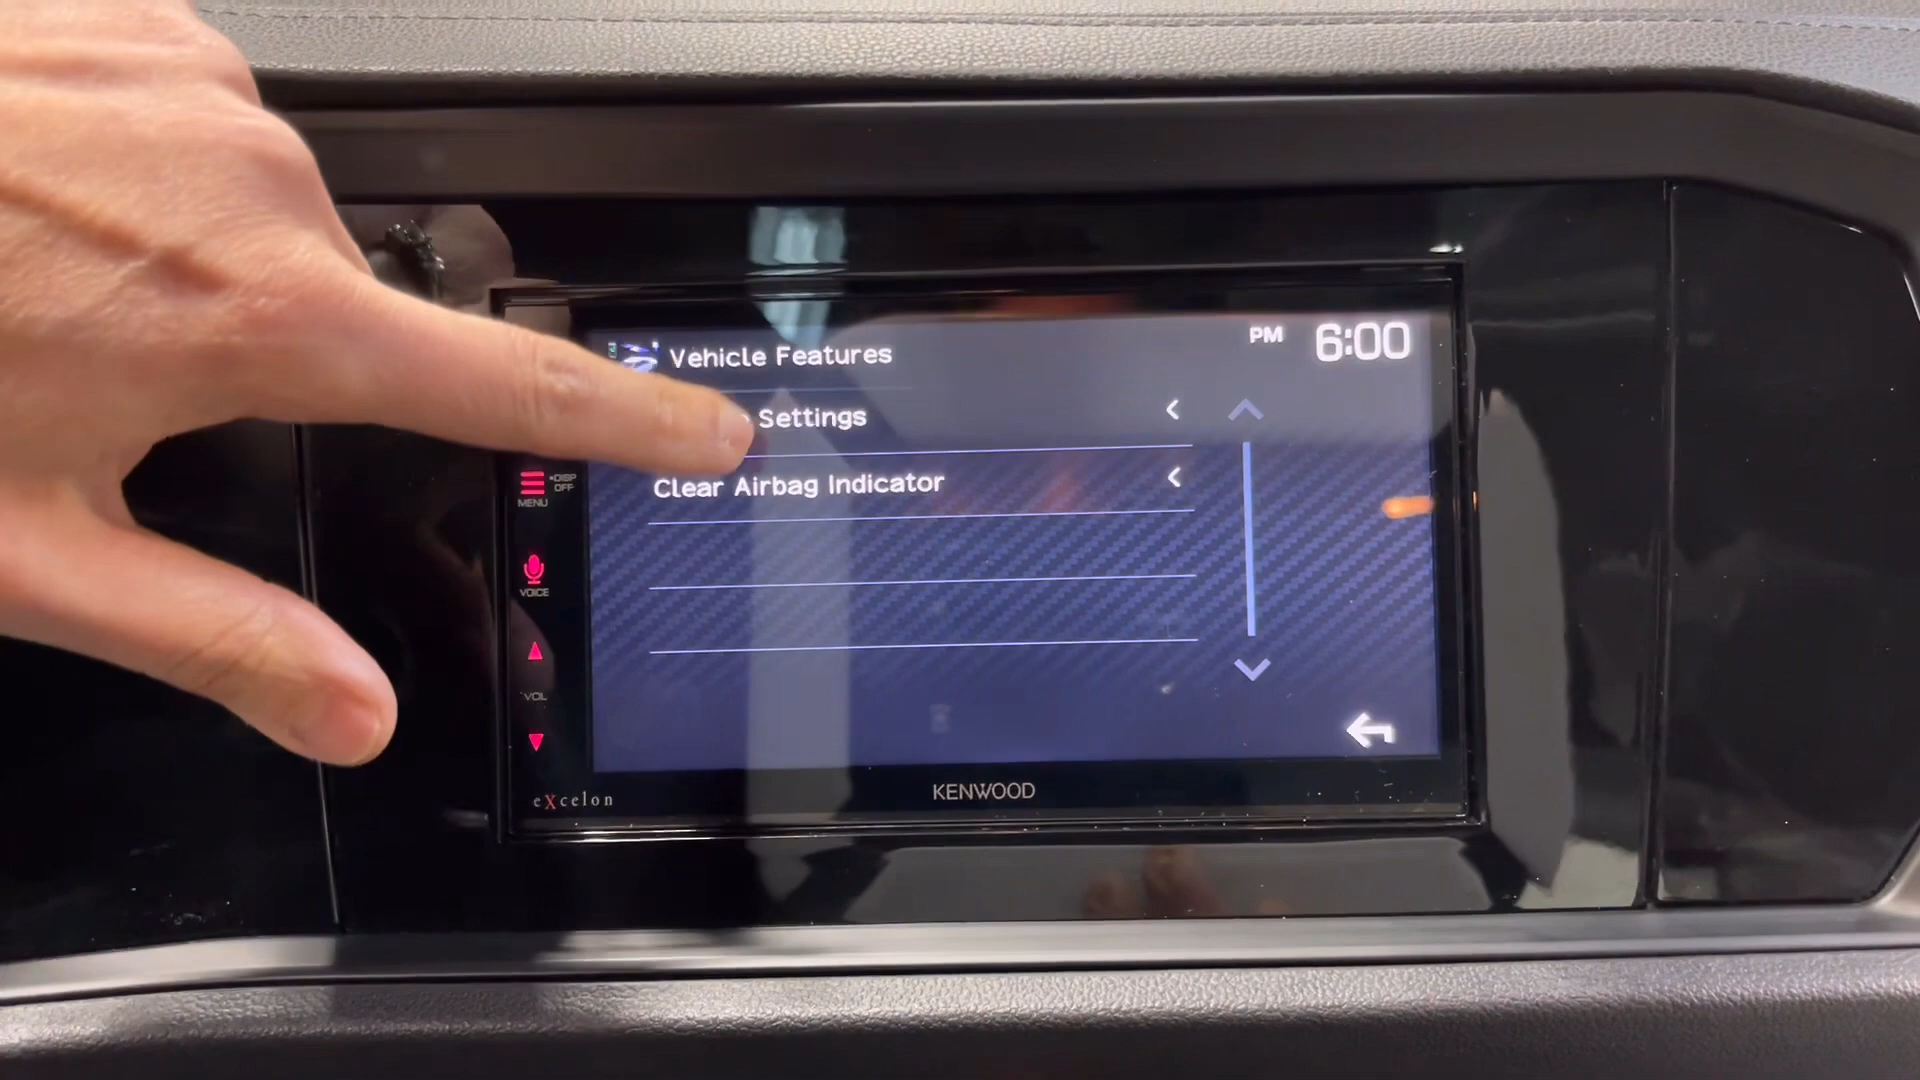 Vehicle Features
PM 6:00
Settings
Clear Airbag Indicator
MENU
•DISP
OFF
VOICE
VOL
eXcelon
KENWOOD